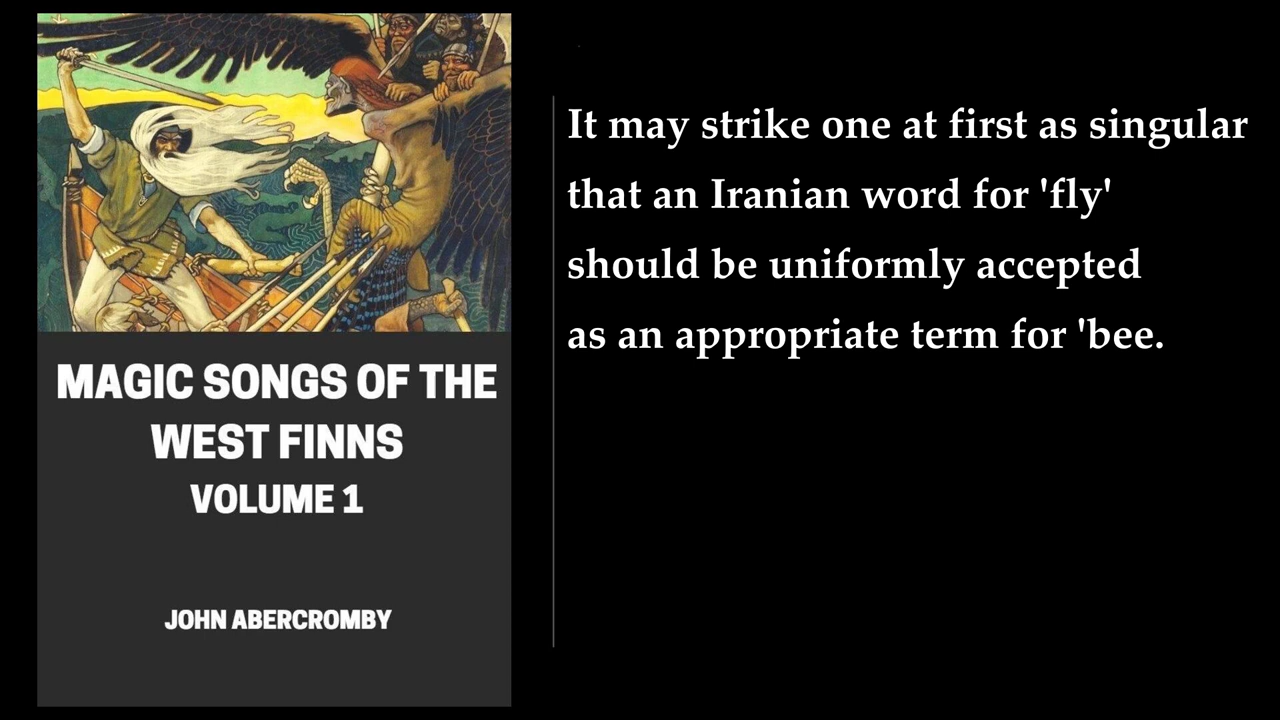 MAGIC SONGS OF THE
WEST FINNS
VOLUME 1
JOHN ABERCROMBY
It may strike one at first as singular
that an Iranian word for 'fly'
should be uniformly accepted
as an appropriate term for 'bee.